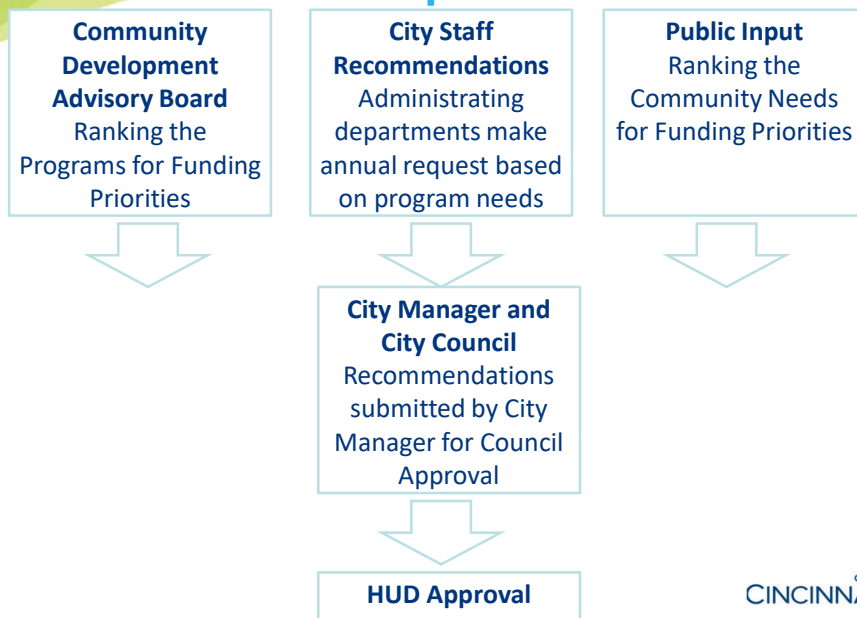 Community
Development
Advisory Board
Ranking the
Programs for Funding
Priorities
City Staff
Recommendations
Administrating
departments make
annual request based
on program needs
Public Input
Ranking the
Community Needs
for Funding Priorities
City Manager and
City Council
Recommendations
submitted by City
Manager for Council
Approval
HUD Approval